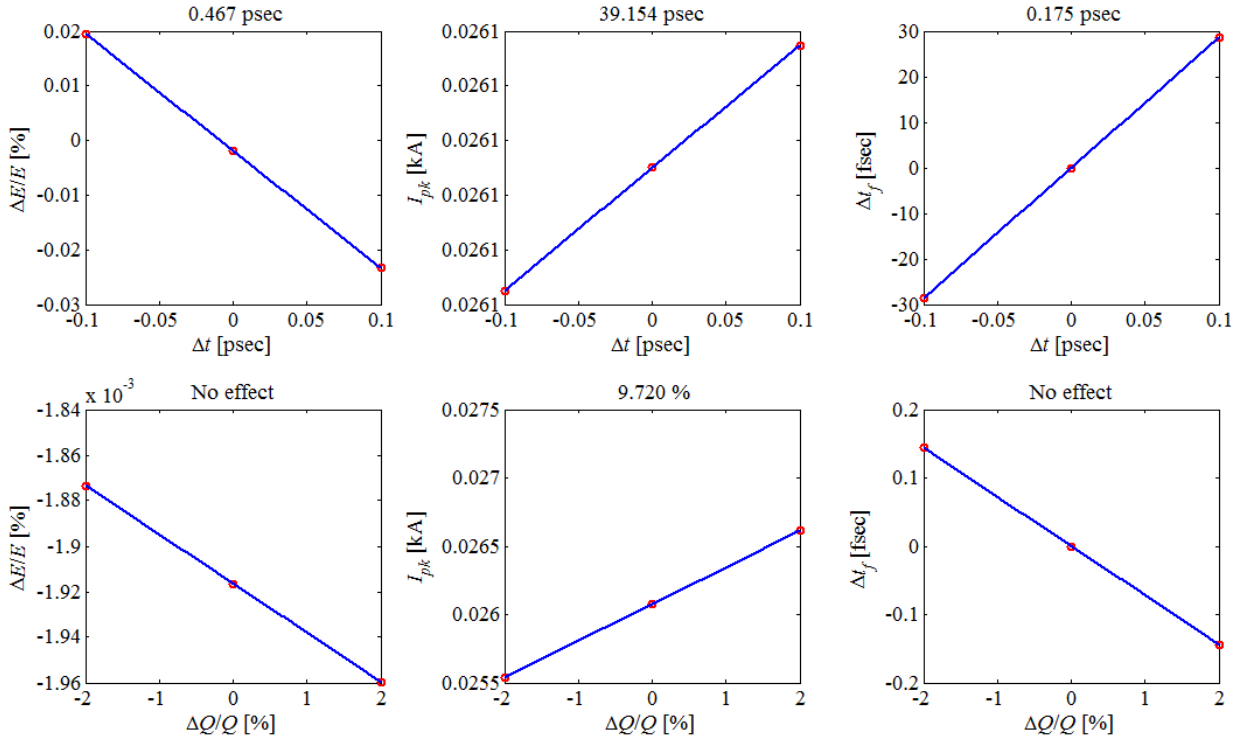 0.467 psec
0.02
0.01
0
-0.01
-0.02
-0.03
ΔE/E [%]
-0.1 -0.05 0 0.05 0.1
Δt [psec]
39.154 psec
0.0261
0.0261
0.0261
0.0261
0.0261
0.0261
I_pk [kA]
-0.1 -0.05 0 0.05 0.1
Δt [psec]
0.175 psec
30
20
10
0
-10
-20
-30
Δt_f [fsec]
-0.1 -0.05 0 0.05 0.1
Δt [psec]
No effect
x 10^-3
-1.84
-1.86
-1.88
-1.9
-1.92
-1.94
-1.96
ΔE/E [%]
-2 -1 0 1 2
ΔQ/Q [%]
9.720 %
0.0275
0.027
0.0265
0.026
0.0255
I_pk [kA]
-2 -1 0 1 2
ΔQ/Q [%]
No effect
0.2
0.1
0
-0.1
-0.2
Δt_f [fsec]
-2 -1 0 1 2
ΔQ/Q [%]